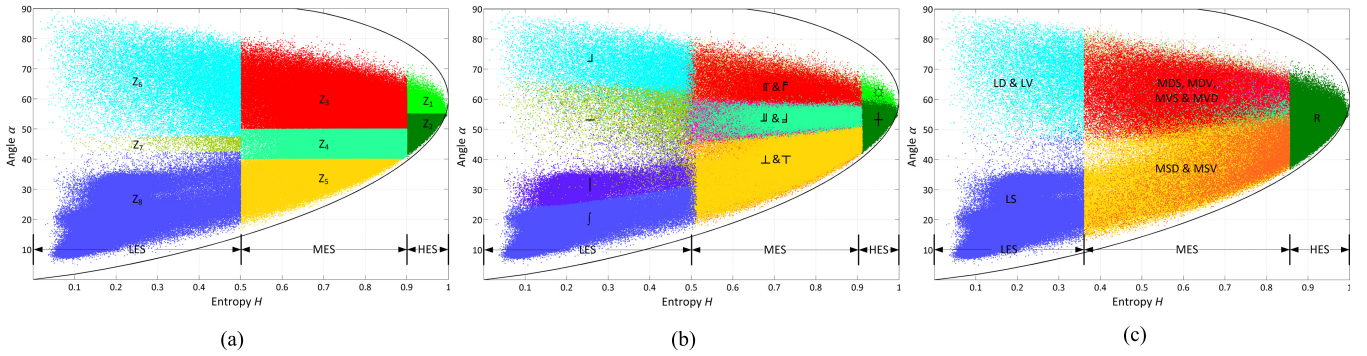 90
80
70
60
50
40
30
20
10
Angle α
Z6
Z7
Z8
Z3
Z4
Z5
Z1
Z2
LES MES HES
0.1 0.2 0.3 0.4 0.5 0.6 0.7 0.8 0.9 1
Entropy H
(a)
90
80
70
60
50
40
30
20
10
Angle α
╓ & ┌
╜ & ┘
┴ & ┬
LES MES HES
0.1 0.2 0.3 0.4 0.5 0.6 0.7 0.8 0.9 1
Entropy H
(b)
90
80
70
60
50
40
30
20
10
Angle α
LD & LV
LS
MDS, MDV,
MVS & MVD
MSD & MSV
R
LES MES HES
0.1 0.2 0.3 0.4 0.5 0.6 0.7 0.8 0.9 1
Entropy H
(c)